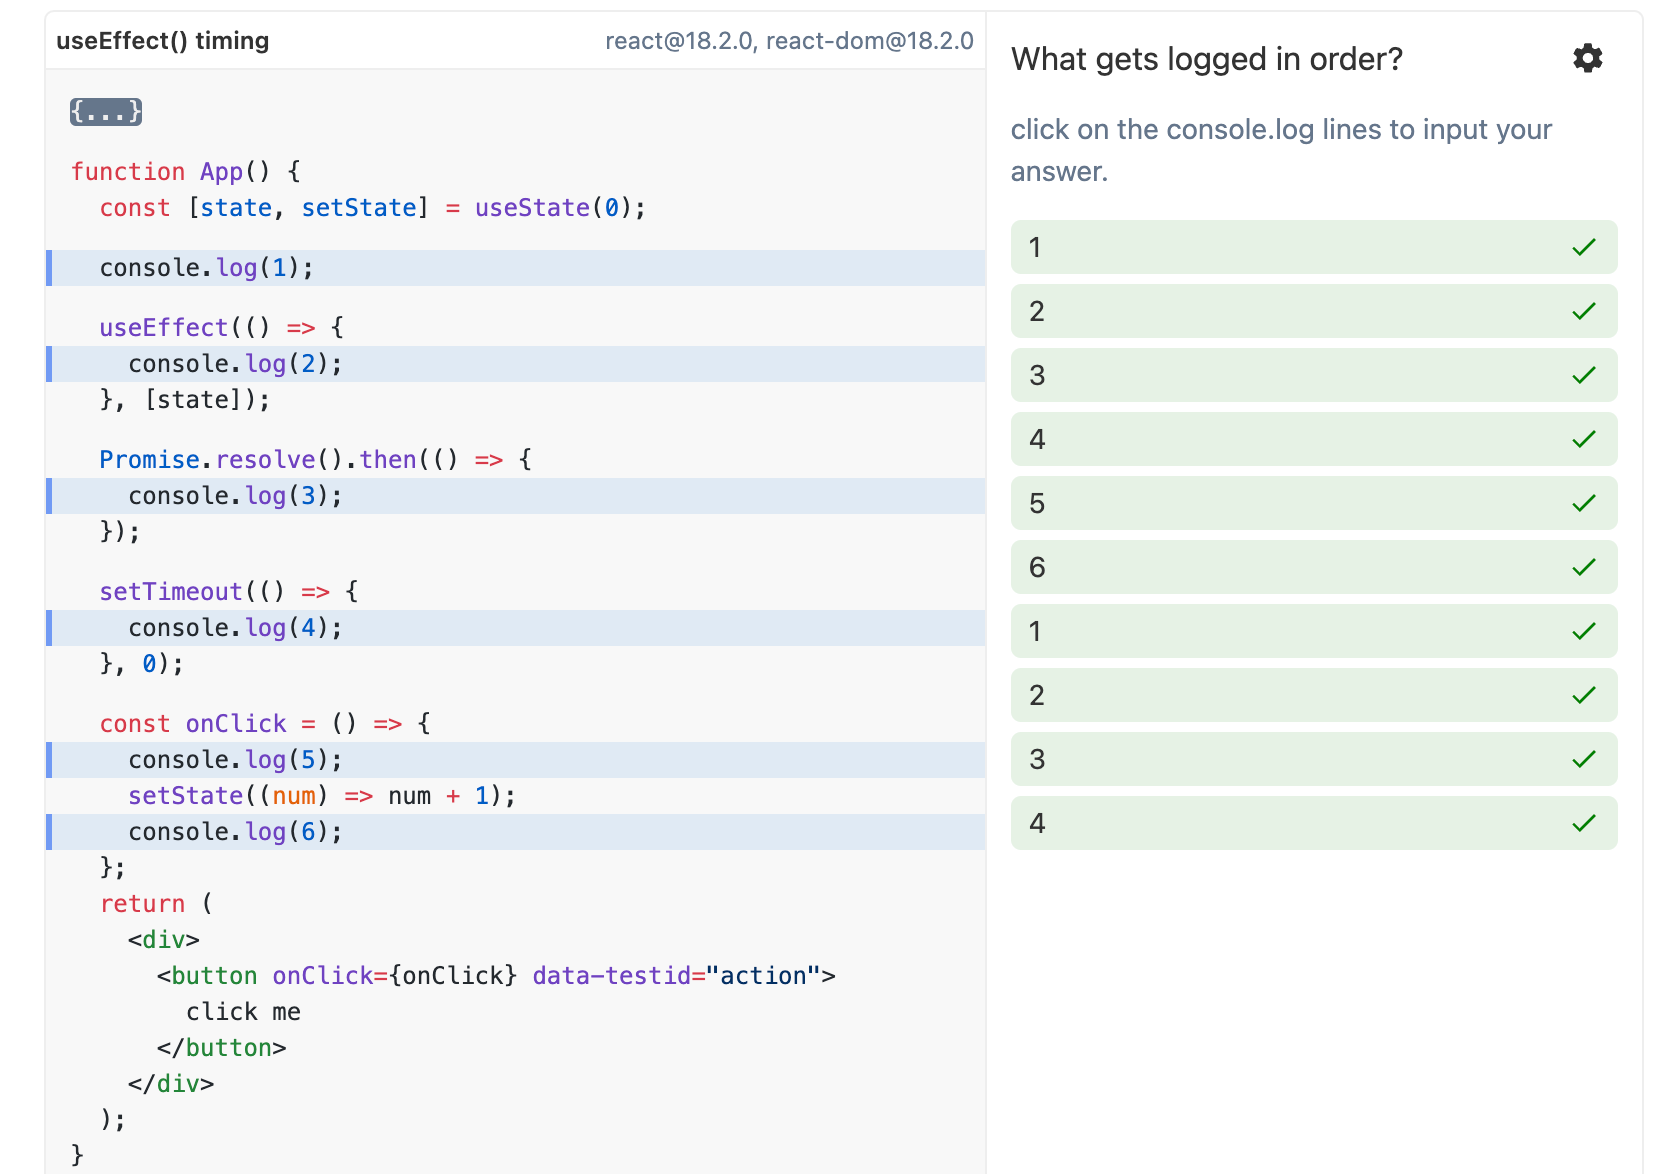 useEffect() timing
react@18.2.0, react-dom@18.2.0
{...}
function App() {
  const [state, setState] = useState(0);
  console.log(1);
  useEffect(() => {
    console.log(2);
  }, [state]);
  Promise.resolve().then(() => {
    console.log(3);
  });
  setTimeout(() => {
    console.log(4);
  }, 0);
  const onClick = () => {
    console.log(5);
    setState((num) => num + 1);
    console.log(6);
  };
  return (
    <div>
      <button onClick={onClick} data-testid="action">
        click me
      </button>
    </div>
  );
}
What gets logged in order?
click on the console.log lines to input your
answer.
1
2
3
4
5
6
1
2
3
4